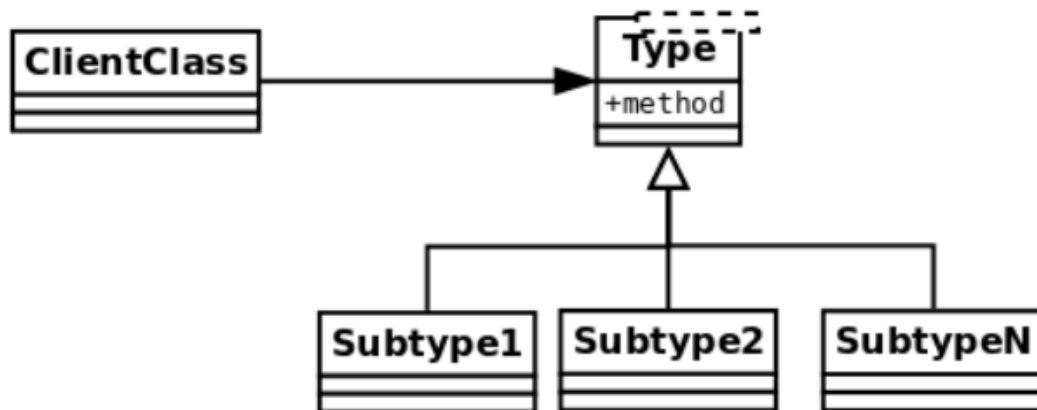 ClientClass
Type
+method
Subtype1
Subtype2
SubtypeN